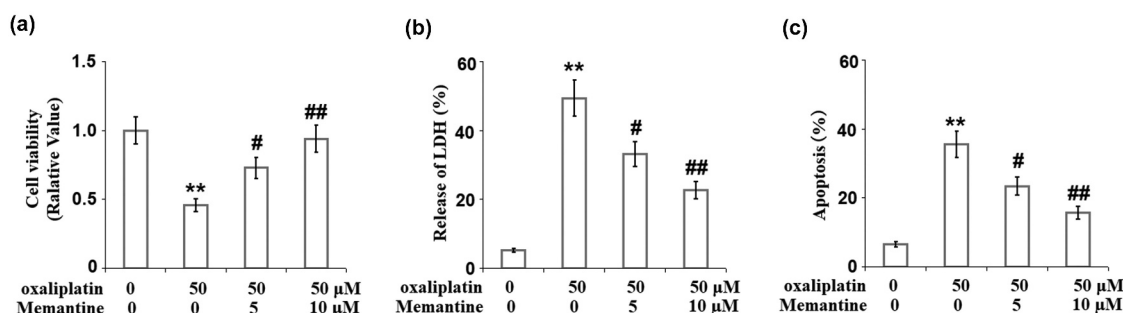 (a)
Cell viability
(Ralative Value)
1.5
1.0
0.5
0
**
#
##
oxaliplatin 0 50 50 50 μM
Memantine 0 0 5 10 μM
(b)
Release of LDH (%)
60
40
20
0
**
#
##
oxaliplatin 0 50 50 50 μM
Memantine 0 0 5 10 μM
(c)
Apoptosis (%)
60
40
20
0
**
#
##
oxaliplatin 0 50 50 50 μM
Memantine 0 0 5 10 μM